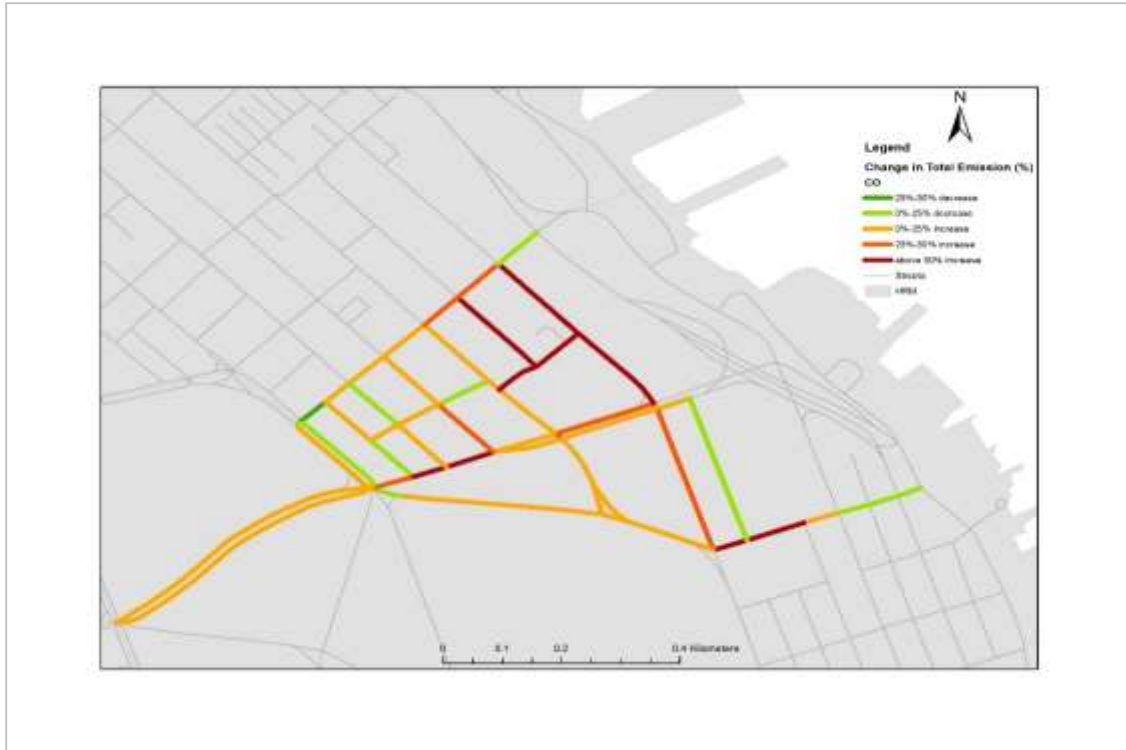 N
Legend
Change in Total Emission (%)
CO
25%-50% decrease
0%-25% decrease
0%-25% increase
25%-50% increase
above 50% increase
Streets
HRM
0 0.1 0.2 0.4 Kilometers